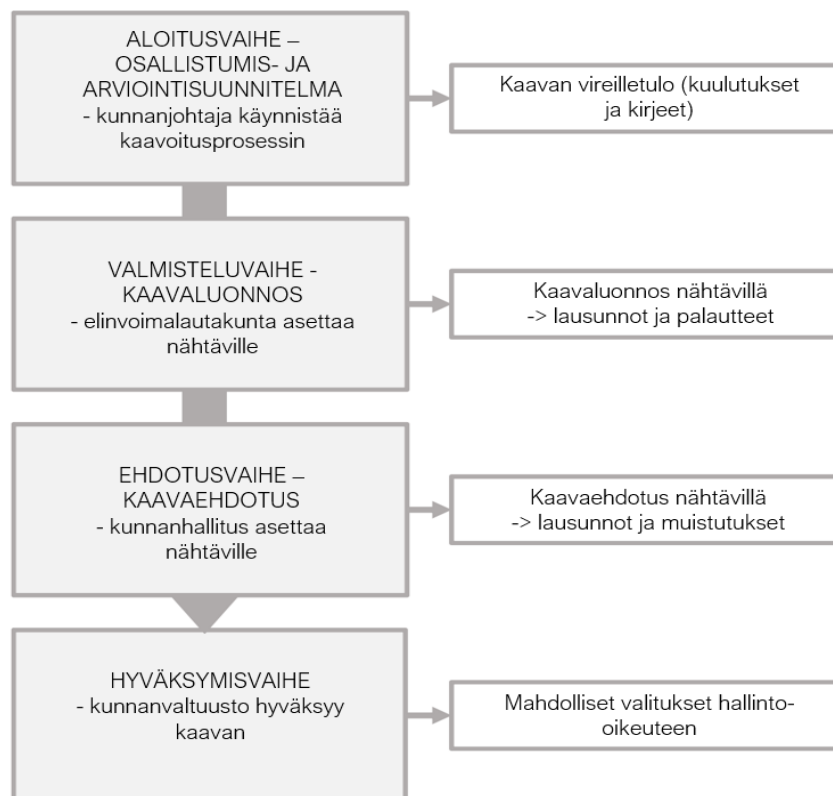 ALOITUSVAIHE –
OSALLISTUMIS- JA
ARVIOINTISUUNNITELMA
- kunnanjohtaja käynnistää
kaavoitusprosessin
Kaavan vireilletulo (kuulutukset
ja kirjeet)
VALMISTELUVAIHE -
KAAVALUONNOS
- elinvoimalautakunta asettaa
nähtäville
Kaavaluonnos nähtävillä
-> lausunnot ja palautteet
EHDOTUSVAIHE –
KAAVAEHDOTUS
- kunnanhallitus asettaa
nähtäville
Kaavaehdotus nähtävillä
-> lausunnot ja muistutukset
HYVÄKSYMISVAIHE
- kunnanvaltuusto hyväksyy
kaavan
Mahdolliset valitukset hallinto-
oikeuteen